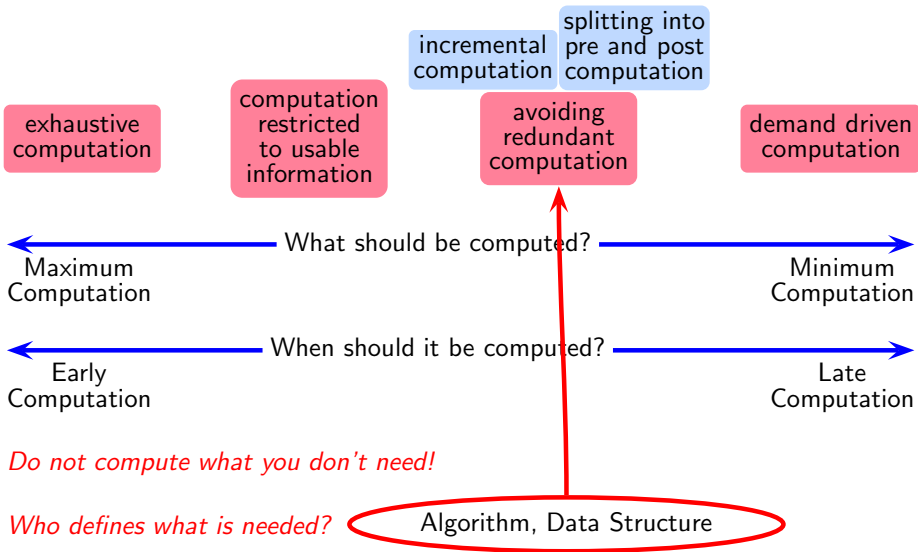 incremental
computation
splitting into
pre and post
computation
exhaustive
computation
computation
restricted
to usable
information
avoiding
redundant
computation
demand driven
computation
What should be computed?
Maximum
Computation
Minimum
Computation
When should it be computed?
Early
Computation
Late
Computation
Do not compute what you don't need!
Who defines what is needed?
Algorithm, Data Structure